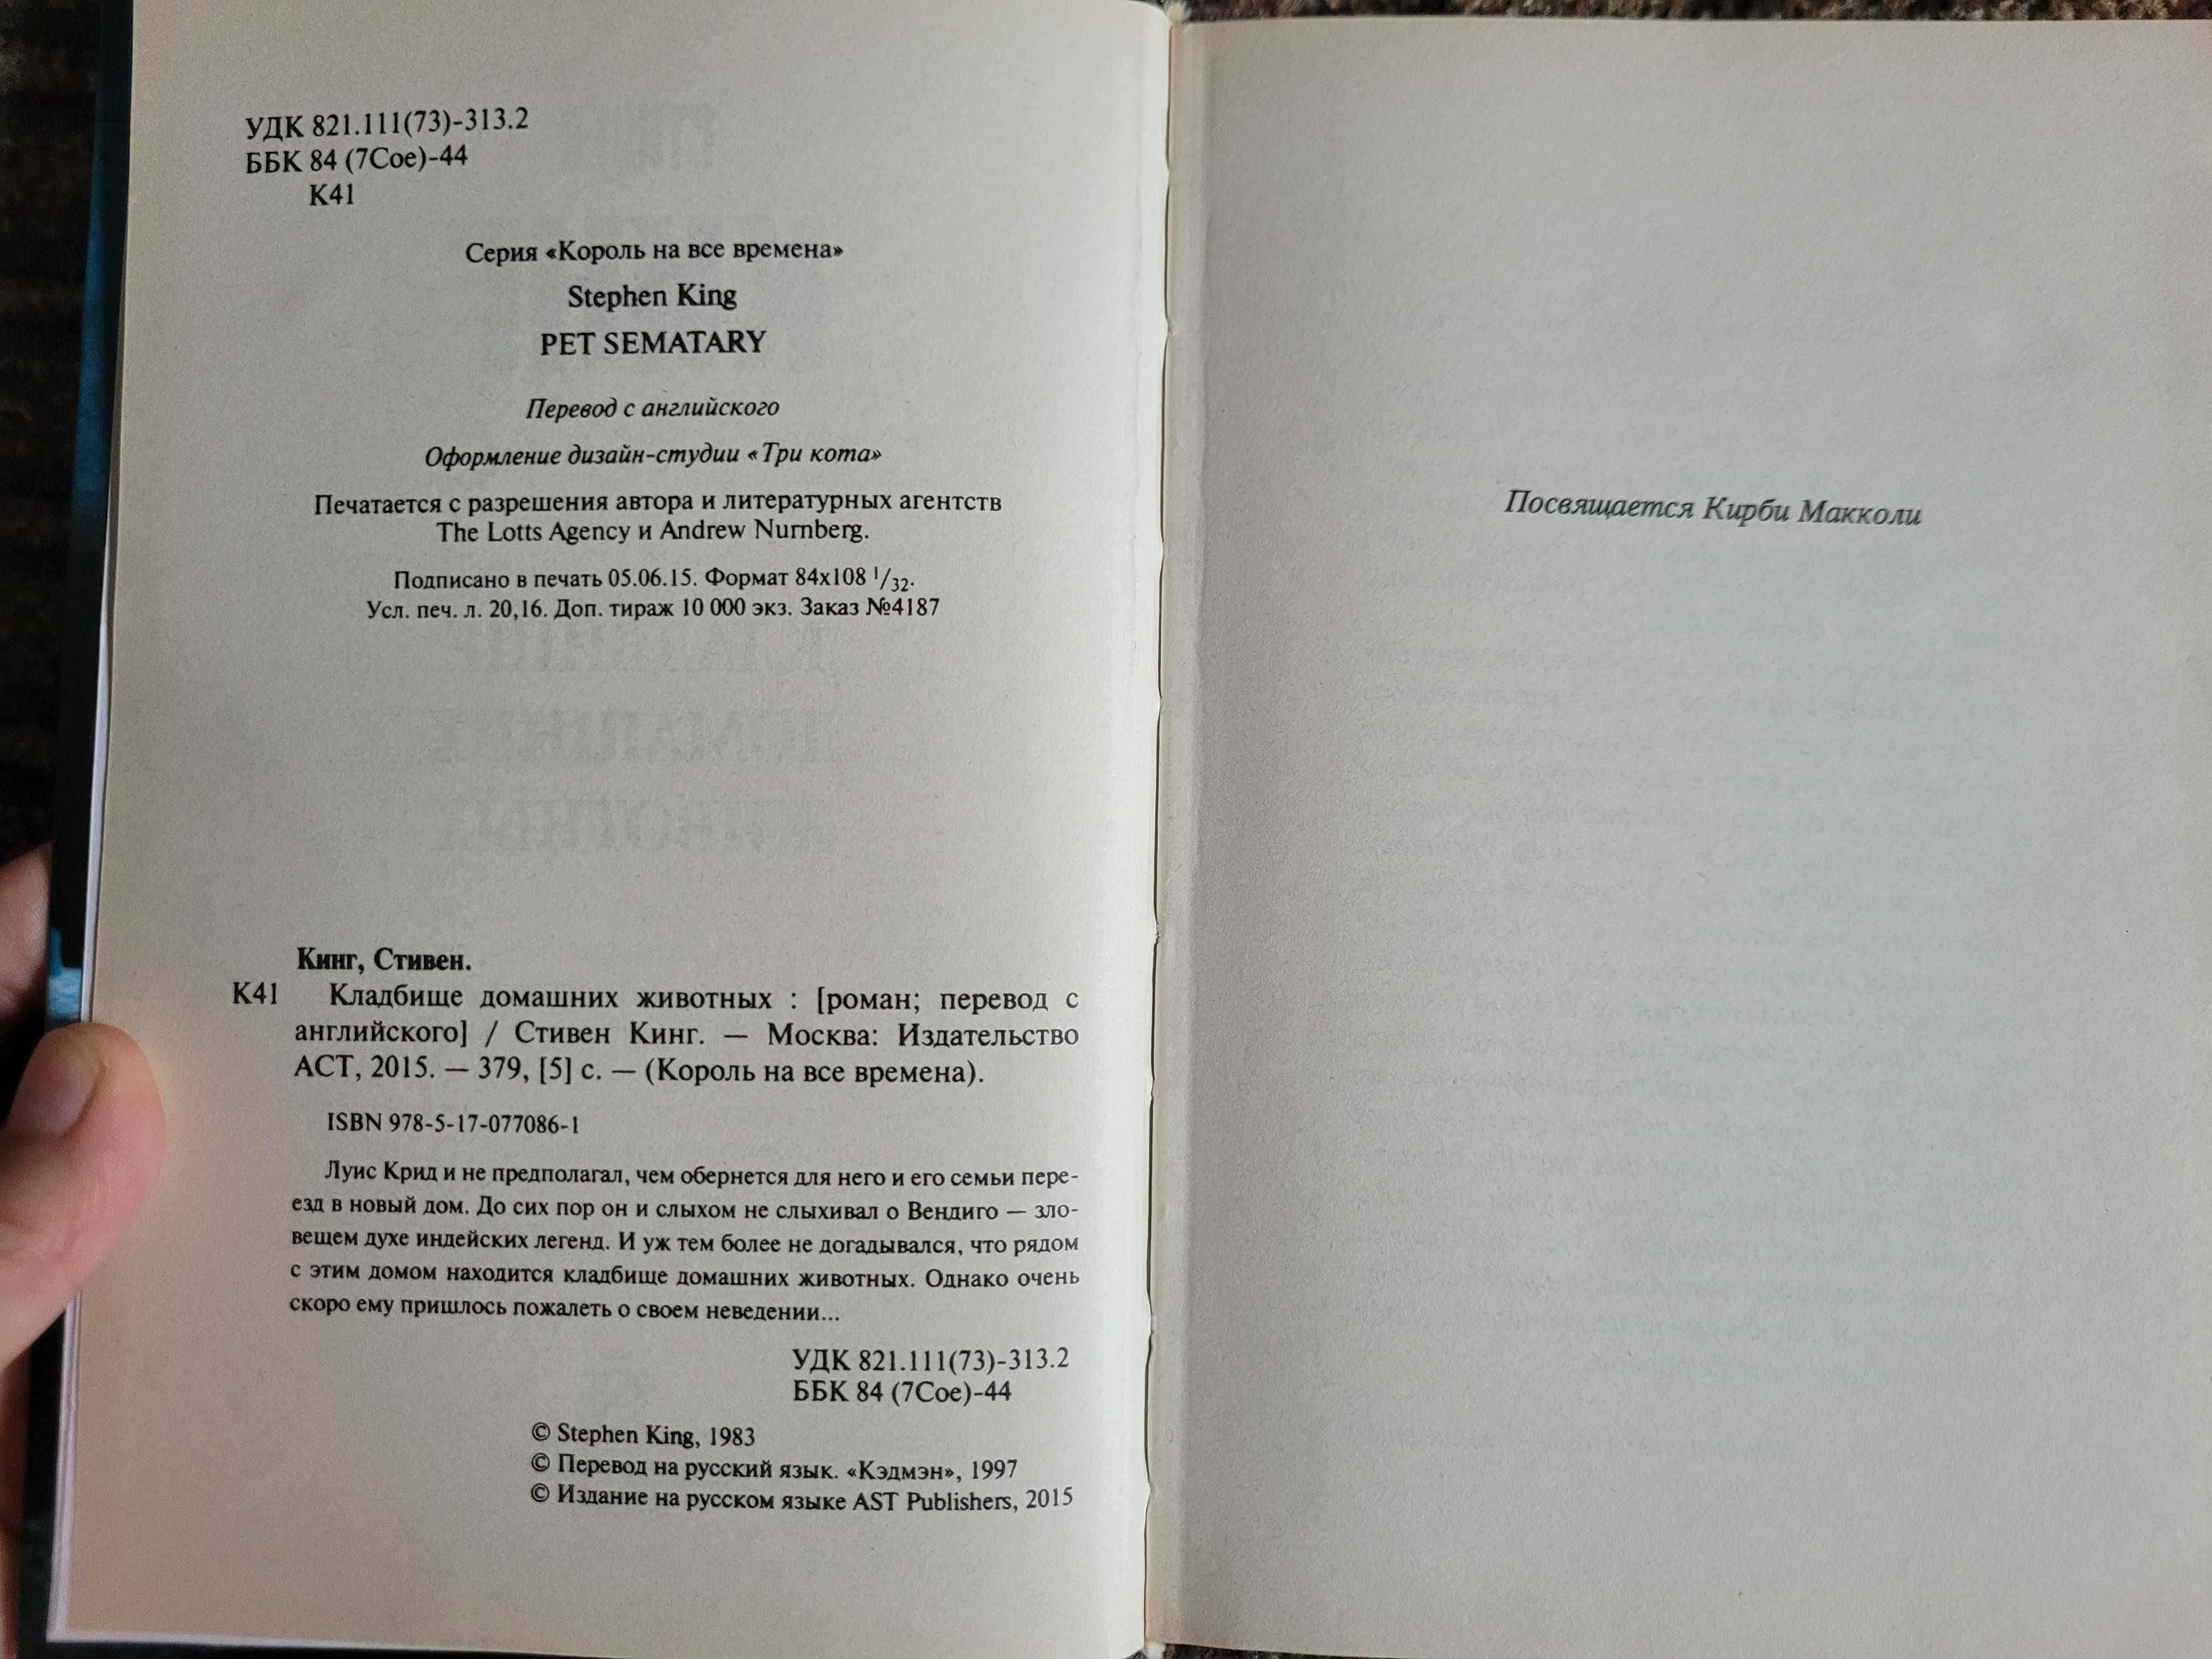 УДК 821.111(73)-313.2
ББК 84 (7Сое)-44
К41
Серия «Король на все времена»
Stephen King
PET SEMATARY
Перевод с английского
Оформление дизайн-студии «Три кота»
Печатается с разрешения автора и литературных агентств
The Lotts Agency и Andrew Nurnberg.
Подписано в печать 05.06.15. Формат 84х108 1/32.
Усл. печ. л. 20,16. Доп. тираж 10 000 экз. Заказ №4187
Кинг, Стивен.
К41 Кладбище домашних животных : [роман; перевод с
английского] / Стивен Кинг. — Москва: Издательство
АСТ, 2015. — 379, [5] с. — (Король на все времена).
ISBN 978-5-17-077086-1
Луис Крид и не предполагал, чем обернется для него и его семьи пере-
езд в новый дом. До сих пор он и слыхом не слыхивал о Вендиго — зло-
вещем духе индейских легенд. И уж тем более не догадывался, что рядом
с этим домом находится кладбище домашних животных. Однако очень
скоро ему пришлось пожалеть о своем неведении...
УДК 821.111(73)-313.2
ББК 84 (7Сое)-44
© Stephen King, 1983
© Перевод на русский язык. «Кэдмэн», 1997
© Издание на русском языке AST Publishers, 2015
Посвящается Кирби Макколи